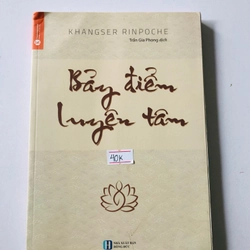 KHANGSER RINPOCHE
Trần Gia Phong dịch
Bảy điểm
luyện tâm
40K